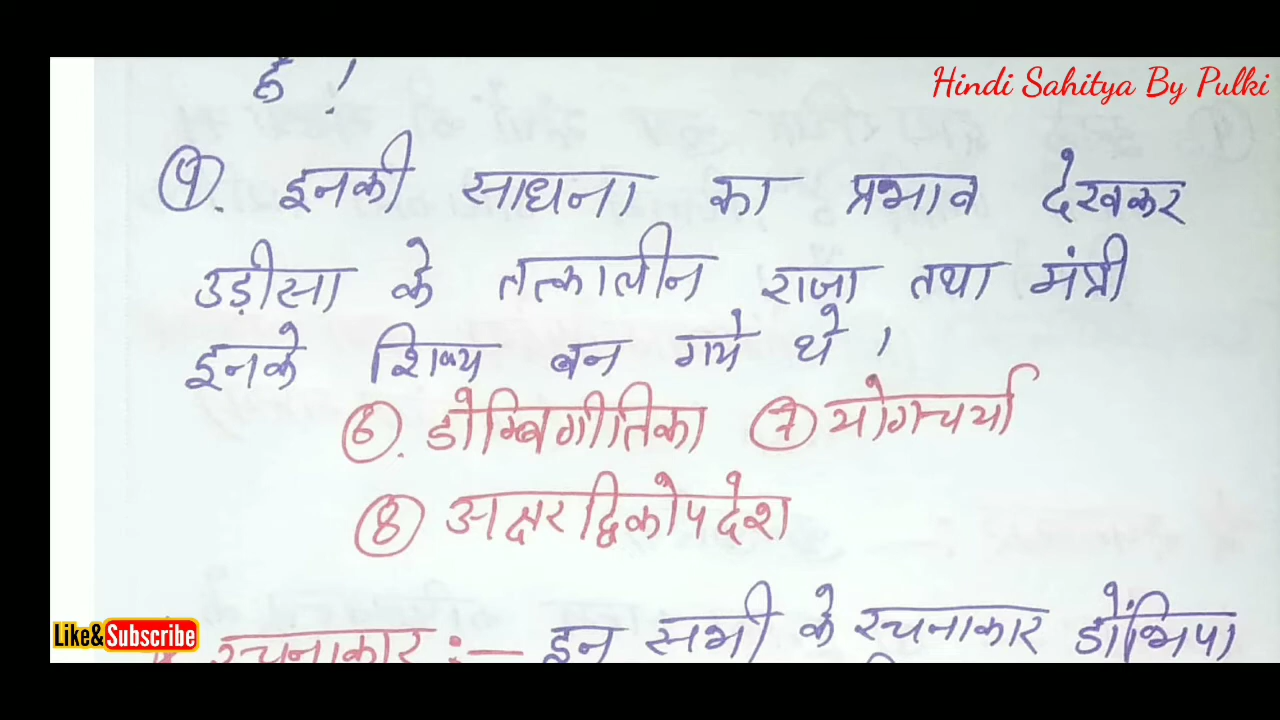 है !
Hindi Sahitya By Pulki
(५). इनकी साधना का प्रभाव देखकर
उड़ीसा के तत्कालीन राजा तथा मंत्री
इनके शिष्य बन गये थे ।
(6). डोम्बिगीतिका (7) योगचर्या
(8) अक्षरद्विकोपदेश
Like& Subscribe
रचनाकार :— इन सभी के रचनाकार डोंभिपा